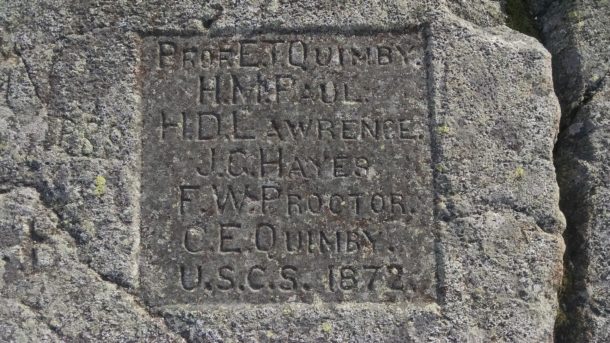 PROF. E.T. QUIMBY.
H.M. PAUL.
H.D. LAWRENCE.
J.G. HAYES.
F.W. PROCTOR.
C.E. QUIMBY.
U.S.C.S. 1872.